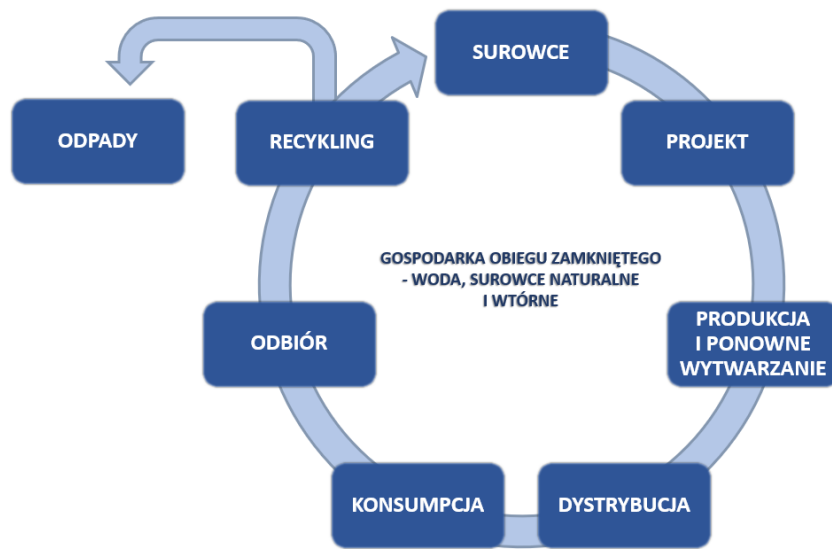 SUROWCE
ODPADY
RECYKLING
PROJEKT
GOSPODARKA OBIEGU ZAMKNIĘTEGO
- WODA, SUROWCE NATURALNE
I WTÓRNE
ODBIÓR
PRODUKCJA
I PONOWNE
WYTWARZANIE
KONSUMPCJA
DYSTRYBUCJA